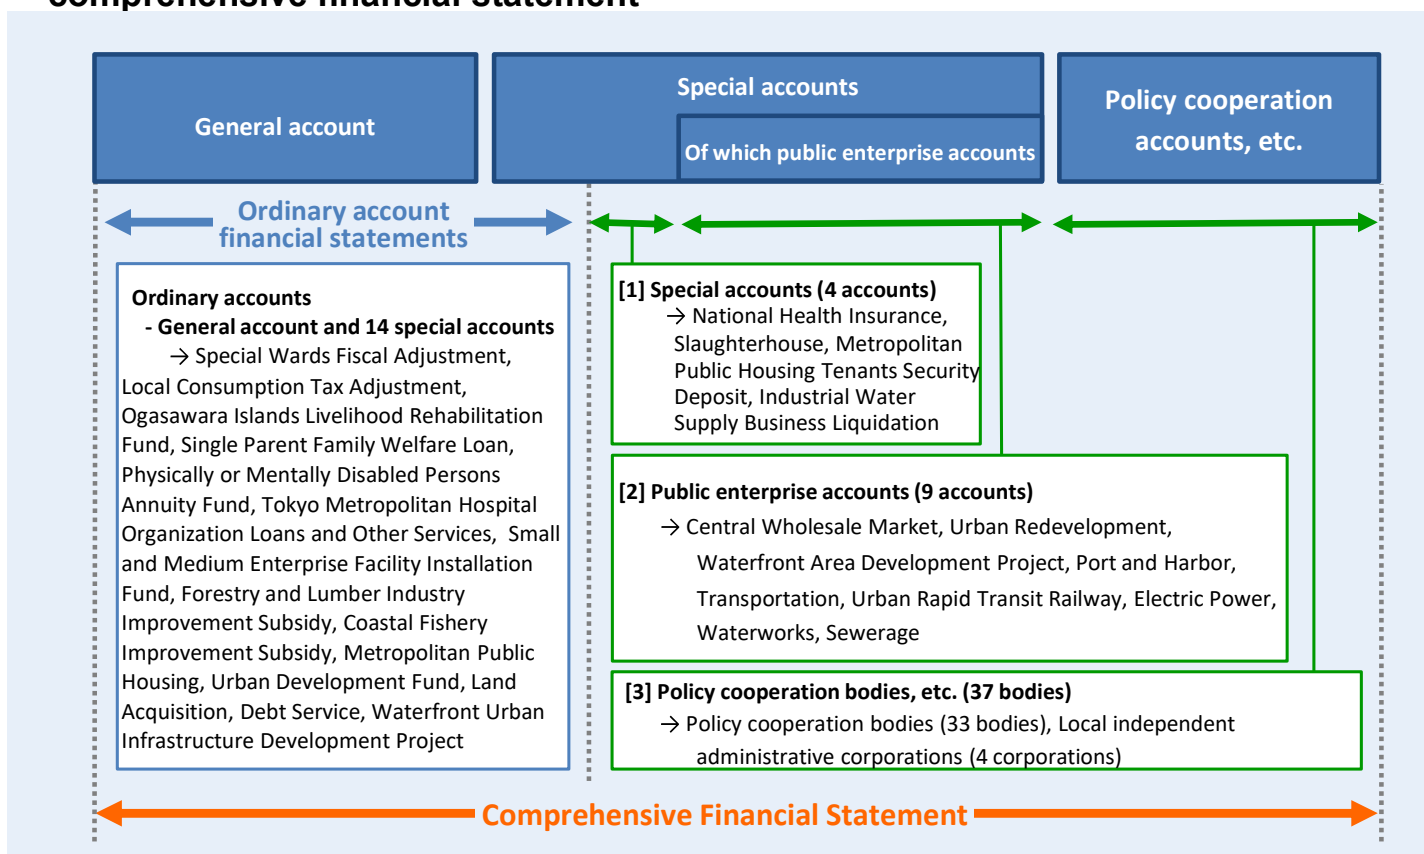 comprehensive financial statement
General account
Special accounts
Of which public enterprise accounts
Policy cooperation
accounts, etc.
Ordinary account
financial statements
Ordinary accounts
- General account and 14 special accounts
→ Special Wards Fiscal Adjustment,
Local Consumption Tax Adjustment,
Ogasawara Islands Livelihood Rehabilitation
Fund, Single Parent Family Welfare Loan,
Physically or Mentally Disabled Persons
Annuity Fund, Tokyo Metropolitan Hospital
Organization Loans and Other Services, Small
and Medium Enterprise Facility Installation
Fund, Forestry and Lumber Industry
Improvement Subsidy, Coastal Fishery
Improvement Subsidy, Metropolitan Public
Housing, Urban Development Fund, Land
Acquisition, Debt Service, Waterfront Urban
Infrastructure Development Project
[1] Special accounts (4 accounts)
→ National Health Insurance,
Slaughterhouse, Metropolitan
Public Housing Tenants Security
Deposit, Industrial Water
Supply Business Liquidation
[2] Public enterprise accounts (9 accounts)
→ Central Wholesale Market, Urban Redevelopment,
Waterfront Area Development Project, Port and Harbor,
Transportation, Urban Rapid Transit Railway, Electric Power,
Waterworks, Sewerage
[3] Policy cooperation bodies, etc. (37 bodies)
→ Policy cooperation bodies (33 bodies), Local independent
administrative corporations (4 corporations)
Comprehensive Financial Statement